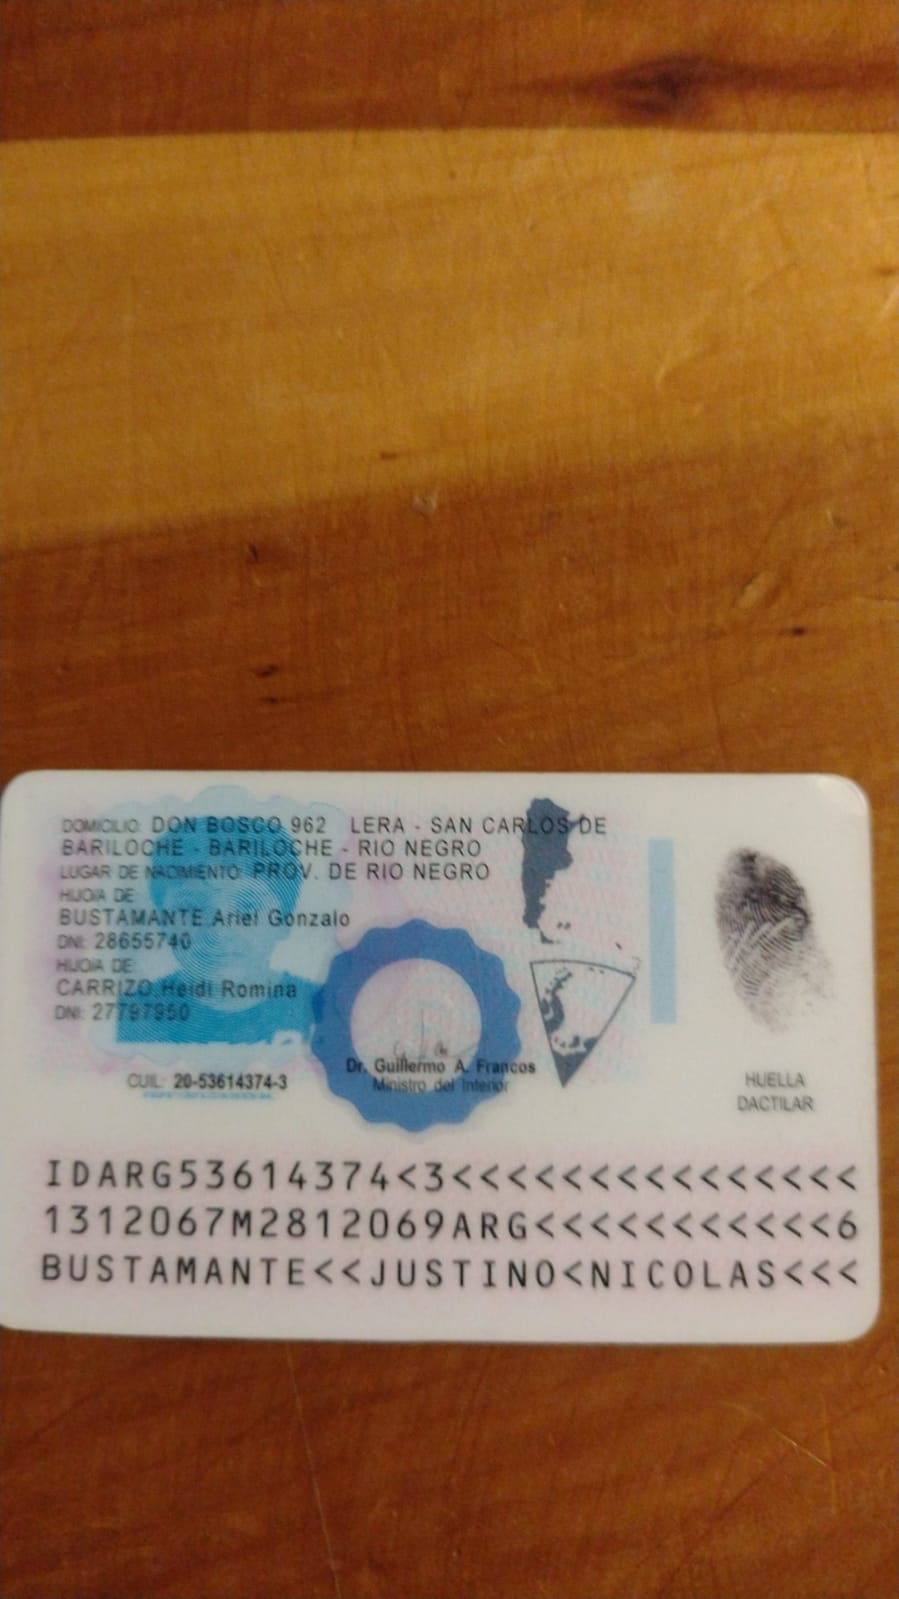 DOMICILIO: DON BOSCO 962 LERA - SAN CARLOS DE
BARILOCHE - BARILOCHE - RIO NEGRO
LUGAR DE NACIMIENTO: PROV. DE RIO NEGRO
HIJO/A DE:
BUSTAMANTE Ariel Gonzalo
DNI: 28655740
HIJO/A DE:
CARRIZO Heidi Romina
DNI: 27797950
CUIL: 20-53614374-3
Dr. Guillermo A. Francos
Ministro del Interior
HUELLA
DACTILAR
IDARG53614374<3<<<<<<<<<<<<<<<
1312067M2812069ARG<<<<<<<<<<<6
BUSTAMANTE<<JUSTINO<NICOLAS<<<